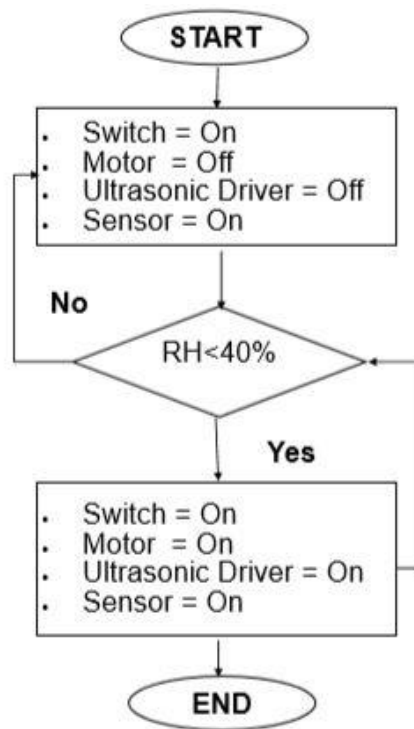 START
. Switch = On
. Motor = Off
. Ultrasonic Driver = Off
. Sensor = On
No
RH<40%
Yes
. Switch = On
. Motor = On
. Ultrasonic Driver = On
. Sensor = On
END